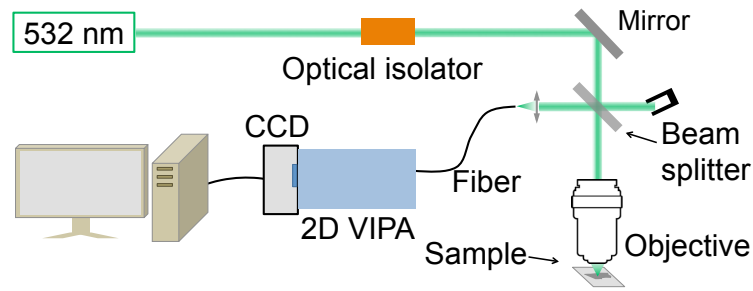 532 nm
Mirror
Optical isolator
CCD
Beam
splitter
Fiber
2D VIPA
Sample
Objective